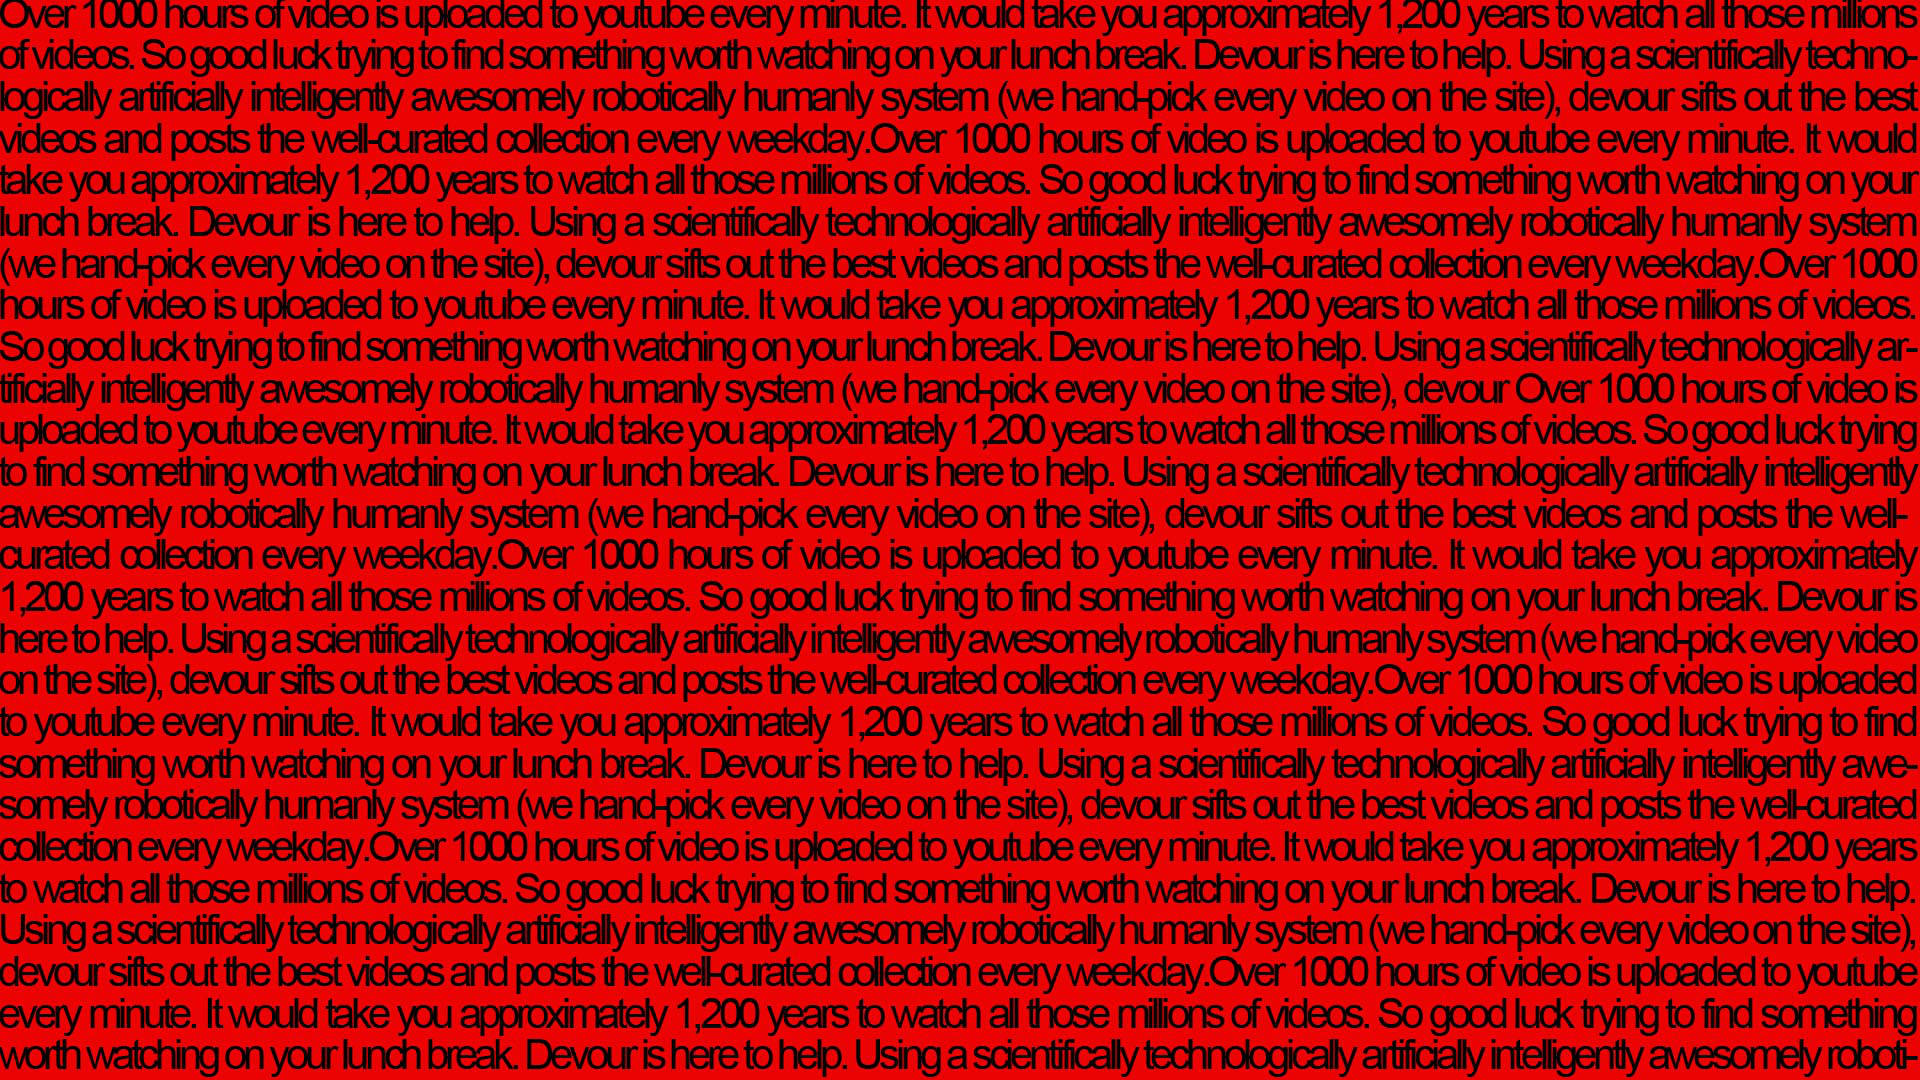 Over 1000 hours of video is uploaded to youtube every minute. It would take you approximately 1,200 years to watch all those millions
of videos. So good luck trying to find something worth watching on your lunch break. Devour is here to help. Using a scientifically techno-
logically artificially intelligently awesomely robotically humanly system (we hand-pick every video on the site), devour sifts out the best
videos and posts the well-curated collection every weekday.Over 1000 hours of video is uploaded to youtube every minute. It would
take you approximately 1,200 years to watch all those millions of videos. So good luck trying to find something worth watching on your
lunch break. Devour is here to help. Using a scientifically technologically artificially intelligently awesomely robotically humanly system
(we hand-pick every video on the site), devour sifts out the best videos and posts the well-curated collection every weekday.Over 1000
hours of video is uploaded to youtube every minute. It would take you approximately 1,200 years to watch all those millions of videos.
So good luck trying to find something worth watching on your lunch break. Devour is here to help. Using a scientifically technologically ar-
tificially intelligently awesomely robotically humanly system (we hand-pick every video on the site), devour Over 1000 hours of video is
uploaded to youtube every minute. It would take you approximately 1,200 years to watch all those millions of videos. So good luck trying
to find something worth watching on your lunch break. Devour is here to help. Using a scientifically technologically artificially intelligently
awesomely robotically humanly system (we hand-pick every video on the site), devour sifts out the best videos and posts the well-
curated collection every weekday.Over 1000 hours of video is uploaded to youtube every minute. It would take you approximately
1,200 years to watch all those millions of videos. So good luck trying to find something worth watching on your lunch break. Devour is
here to help. Using a scientifically technologically artificially intelligently awesomely robotically humanly system (we hand-pick every video
on the site), devour sifts out the best videos and posts the well-curated collection every weekday.Over 1000 hours of video is uploaded
to youtube every minute. It would take you approximately 1,200 years to watch all those millions of videos. So good luck trying to find
something worth watching on your lunch break. Devour is here to help. Using a scientifically technologically artificially intelligently awe-
somely robotically humanly system (we hand-pick every video on the site), devour sifts out the best videos and posts the well-curated
collection every weekday.Over 1000 hours of video is uploaded to youtube every minute. It would take you approximately 1,200 years
to watch all those millions of videos. So good luck trying to find something worth watching on your lunch break. Devour is here to help.
Using a scientifically technologically artificially intelligently awesomely robotically humanly system (we hand-pick every video on the site),
devour sifts out the best videos and posts the well-curated collection every weekday.Over 1000 hours of video is uploaded to youtube
every minute. It would take you approximately 1,200 years to watch all those millions of videos. So good luck trying to find something
worth watching on your lunch break. Devour is here to help. Using a scientifically technologically artificially intelligently awesomely roboti-